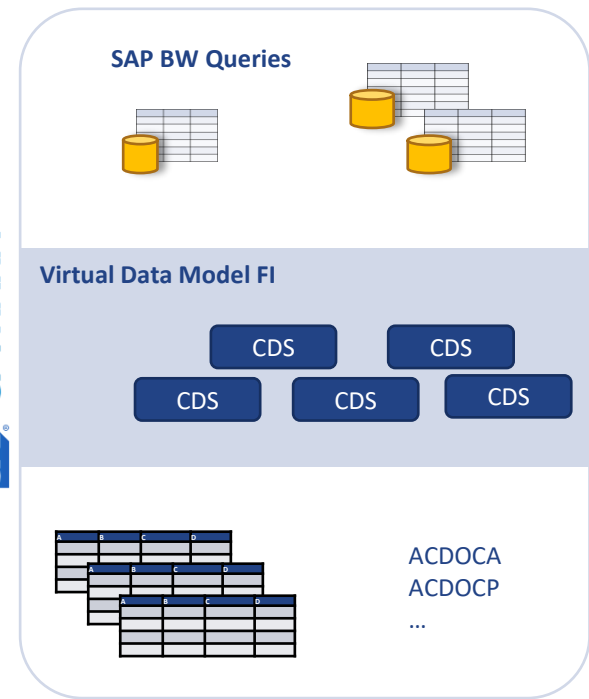 SAP BW Queries
Virtual Data Model FI
CDS
CDS
CDS
CDS
CDS
A B C D
A B C D
A B C D
ACDOCA
ACDOCP
...